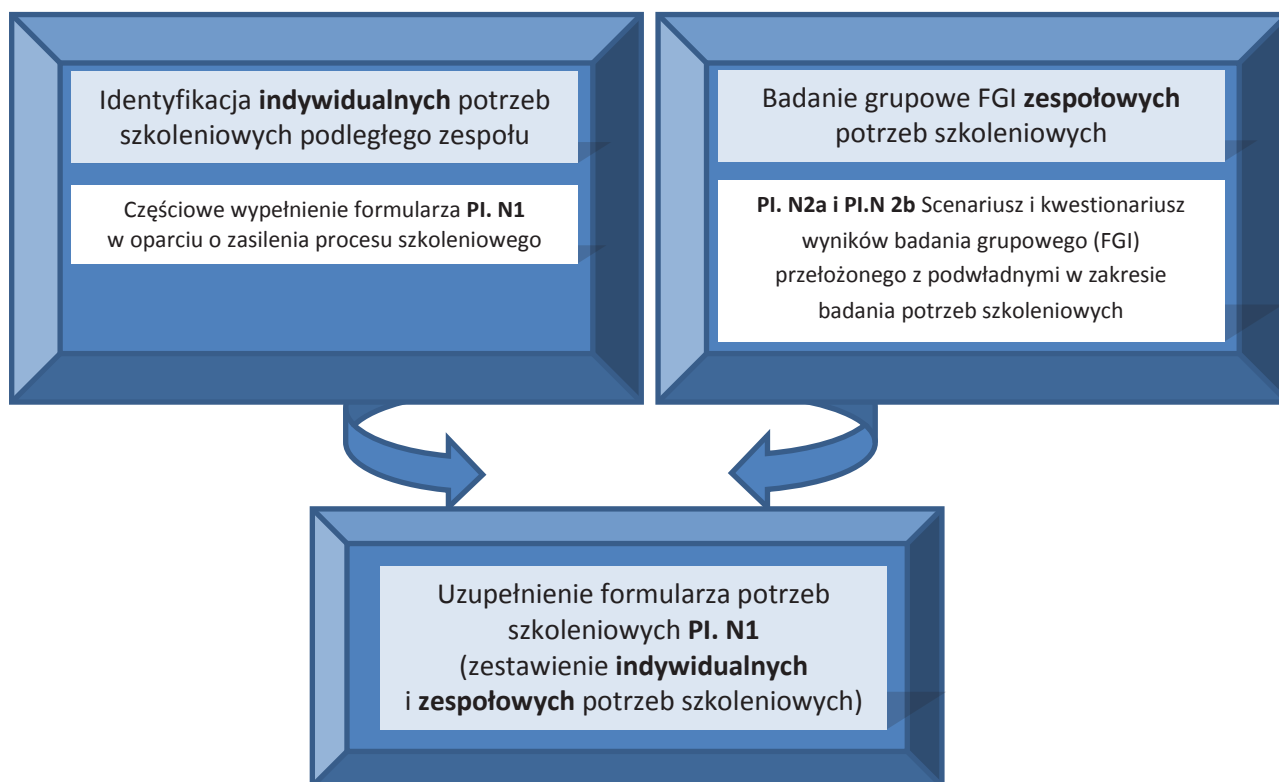 Identyfikacja indywidualnych potrzeb
szkoleniowych podległego zespołu
Częściowe wypełnienie formularza PI. N1
w oparciu o zasilenia procesu szkoleniowego
Badanie grupowe FGI zespołowych
potrzeb szkoleniowych
PI. N2a i PI.N 2b Scenariusz i kwestionariusz
wyników badania grupowego (FGI)
przełożonego z podwładnymi w zakresie
badania potrzeb szkoleniowych
Uzupełnienie formularza potrzeb
szkoleniowych PI. N1
(zestawienie indywidualnych
i zespołowych potrzeb szkoleniowych)